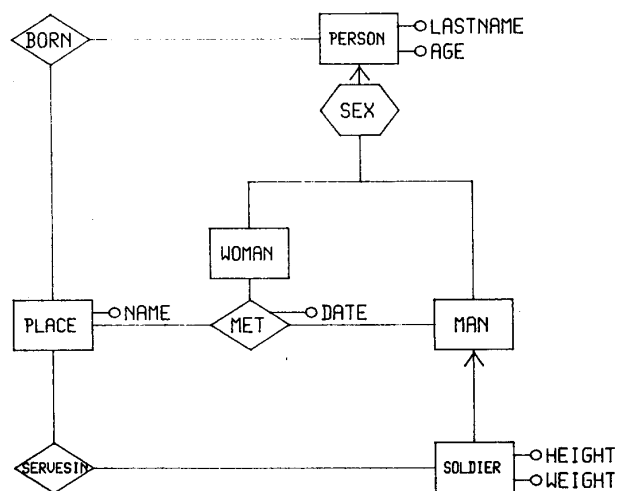 LASTNAME
BORN
PERSON
AGE
SEX
WOMAN
NAME
DATE
PLACE
MET
MAN
HEIGHT
SERVESIN
SOLDIER
WEIGHT